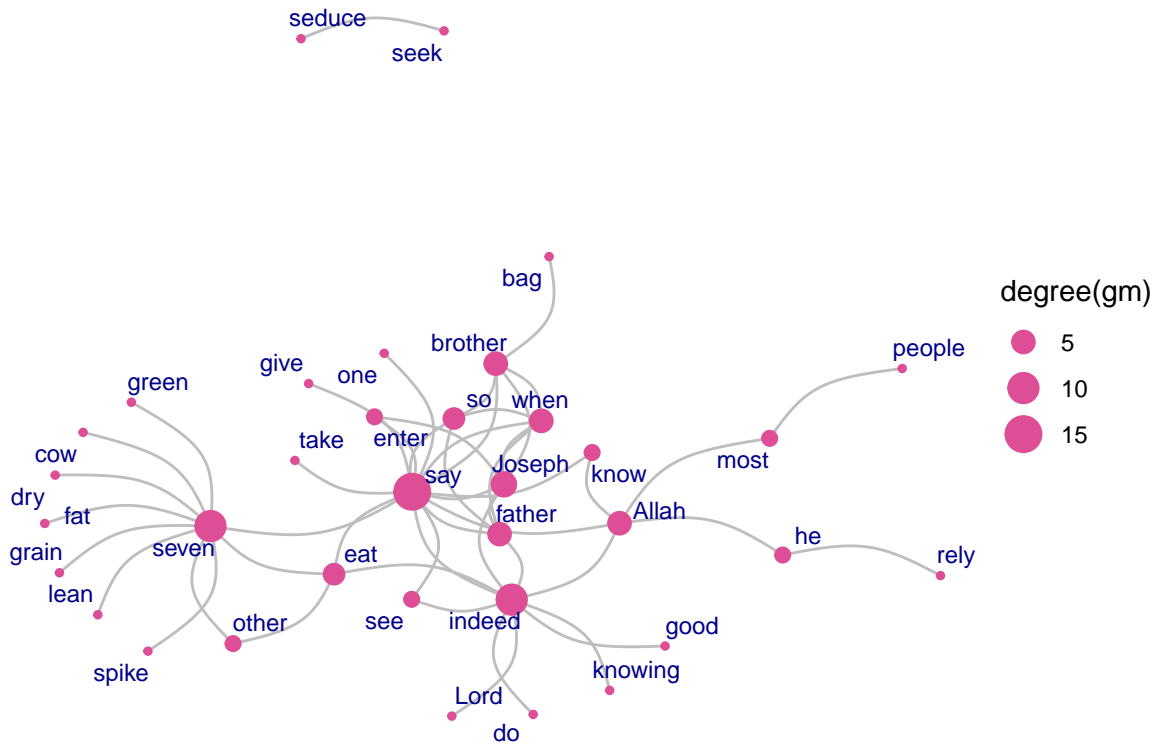 seduce
seek
bag
brother
give
one
people
green
so
when
enter
take
cow
say
Joseph
know
most
dry
fat
father
Allah
grain
seven
eat
he
rely
lean
see
indeed
other
good
spike
knowing
Lord
do
degree(gm)
5
10
15